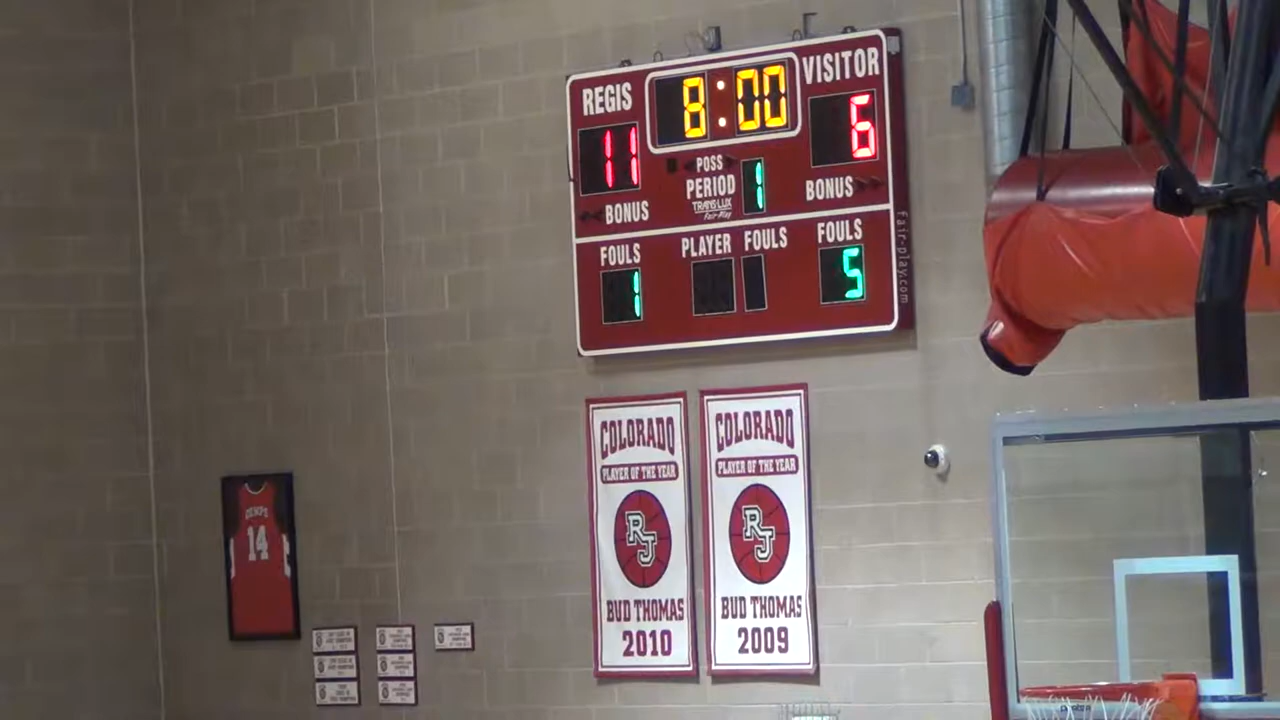 REGIS
8:00
VISITOR
11
6
POSS
PERIOD
1
TRANS-LUX
Fair-Play
BONUS
BONUS
FOULS
PLAYER FOULS
FOULS
1
5
fair-play.com
COLORADO
PLAYER OF THE YEAR
RJ
BUD THOMAS
2010
COLORADO
PLAYER OF THE YEAR
RJ
BUD THOMAS
2009
14